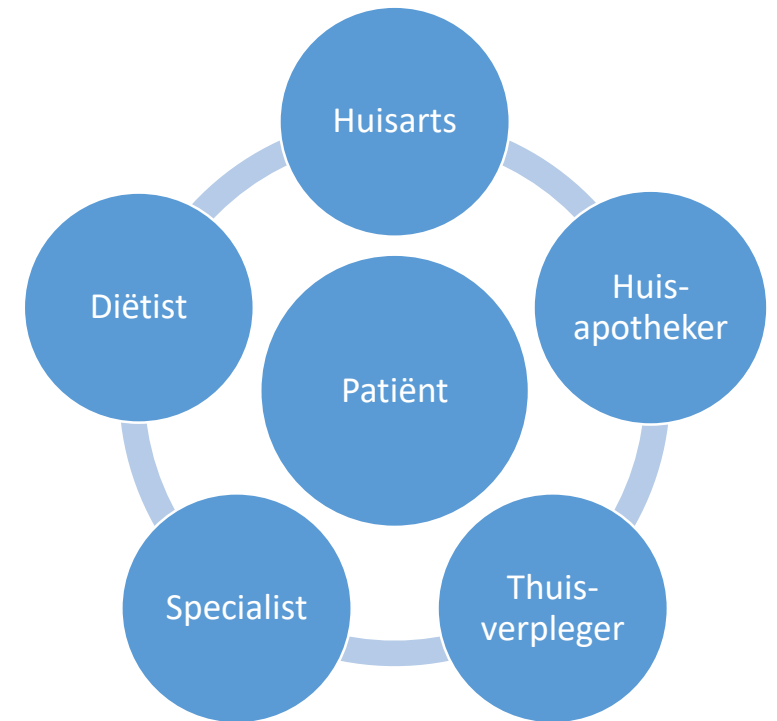 Huisarts
Huis-
apotheker
Thuis-
verpleger
Specialist
Diëtist
Patiënt